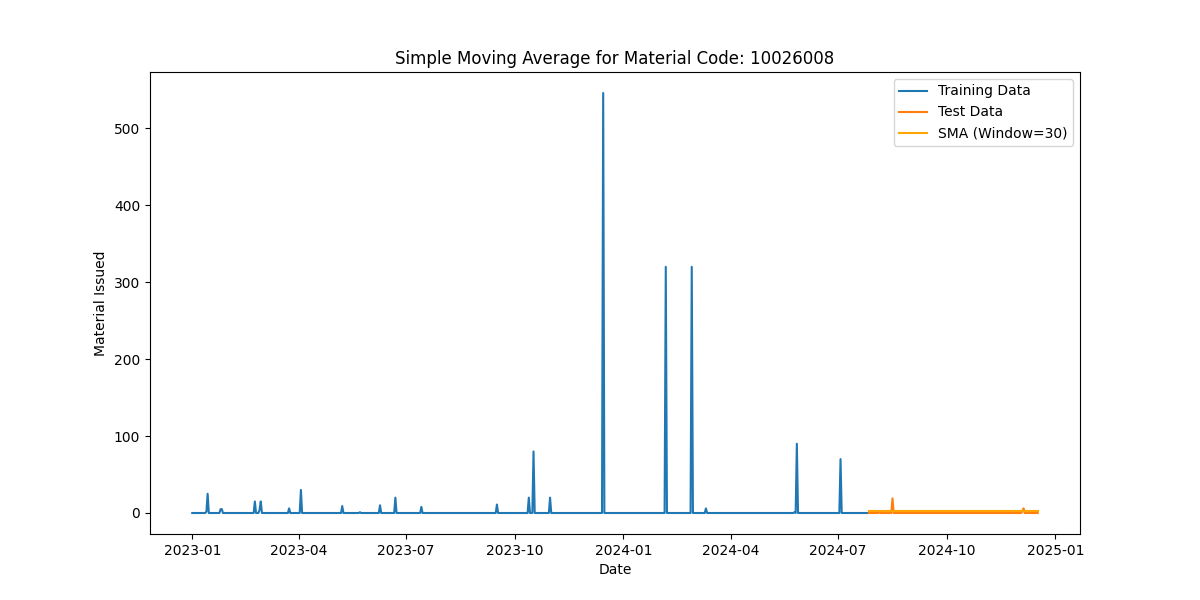 Simple Moving Average for Material Code: 10026008
Training Data
Test Data
SMA (Window=30)
Material Issued
500
400
300
200
100
0
2023-01 2023-04 2023-07 2023-10 2024-01 2024-04 2024-07 2024-10 2025-01
Date